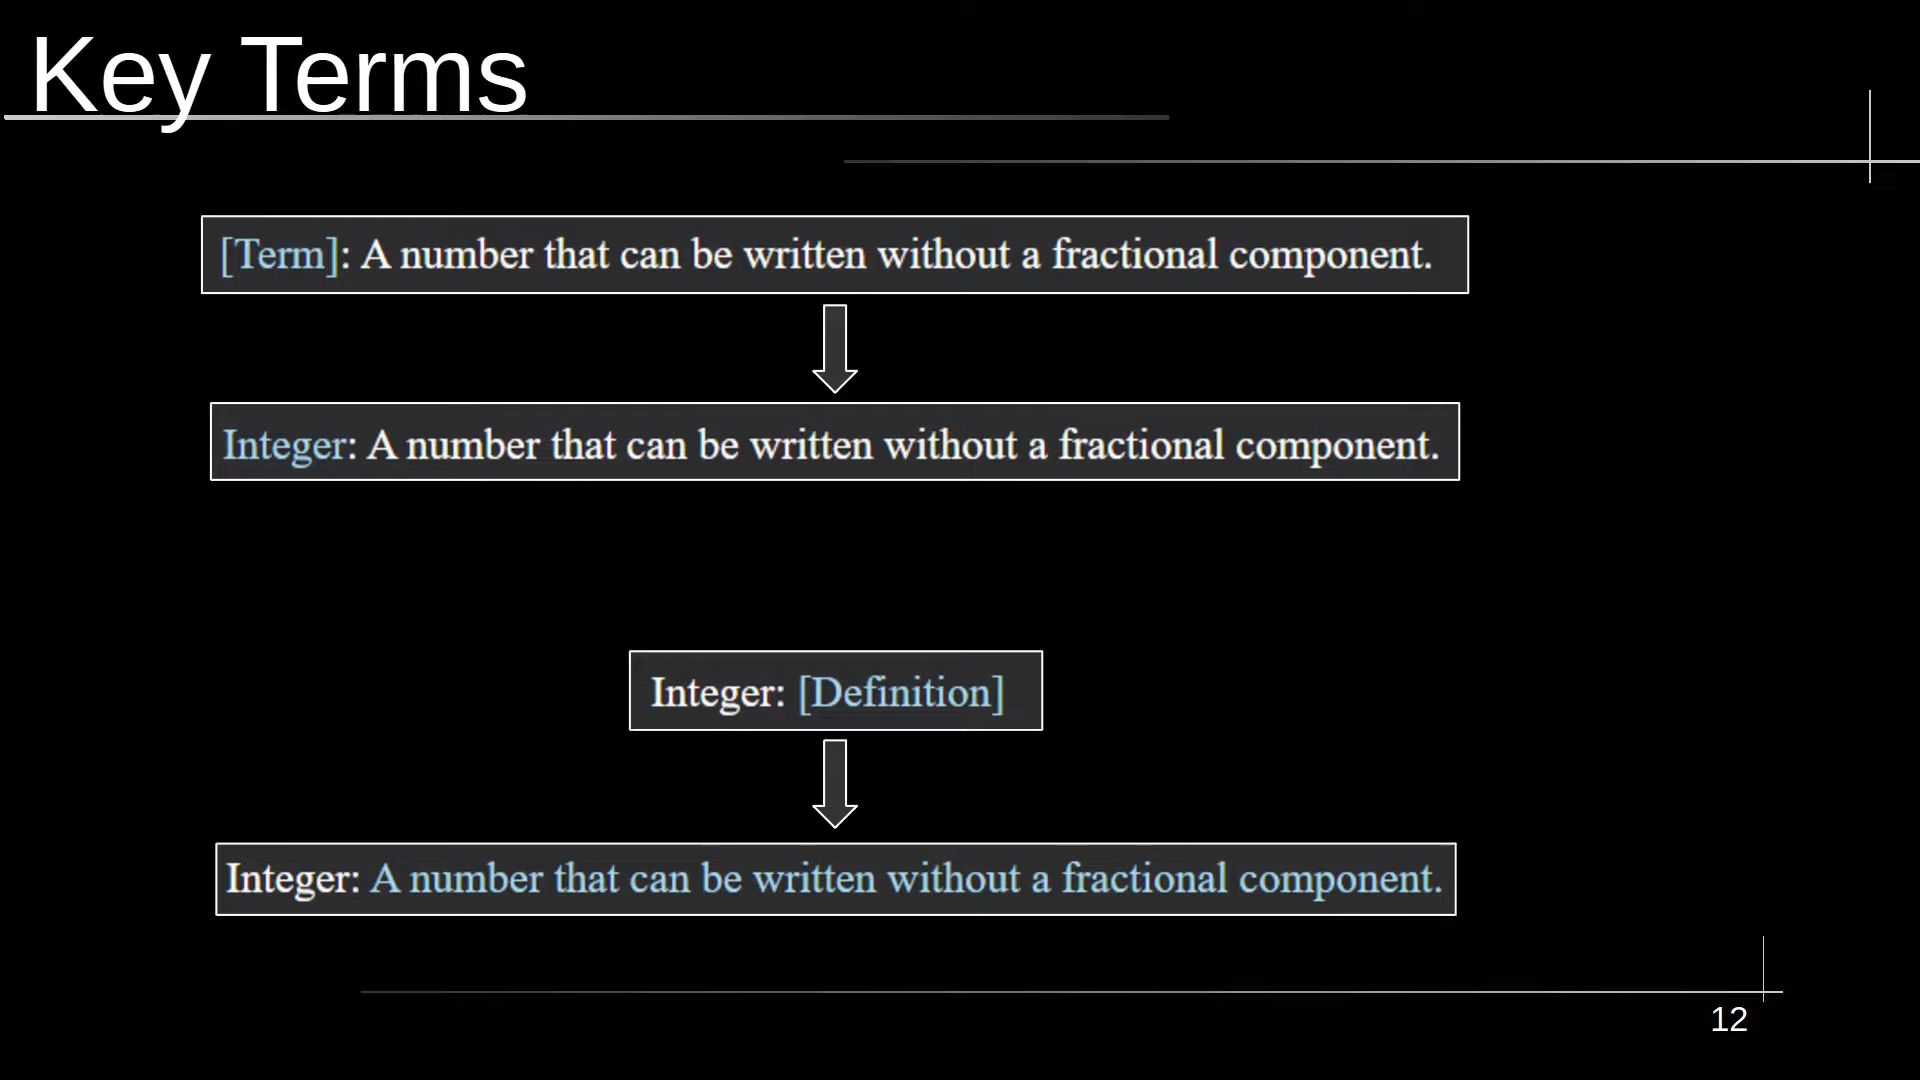 Key Terms
[Term]: A number that can be written without a fractional component.
Integer: A number that can be written without a fractional component.
Integer: [Definition]
Integer: A number that can be written without a fractional component.
12